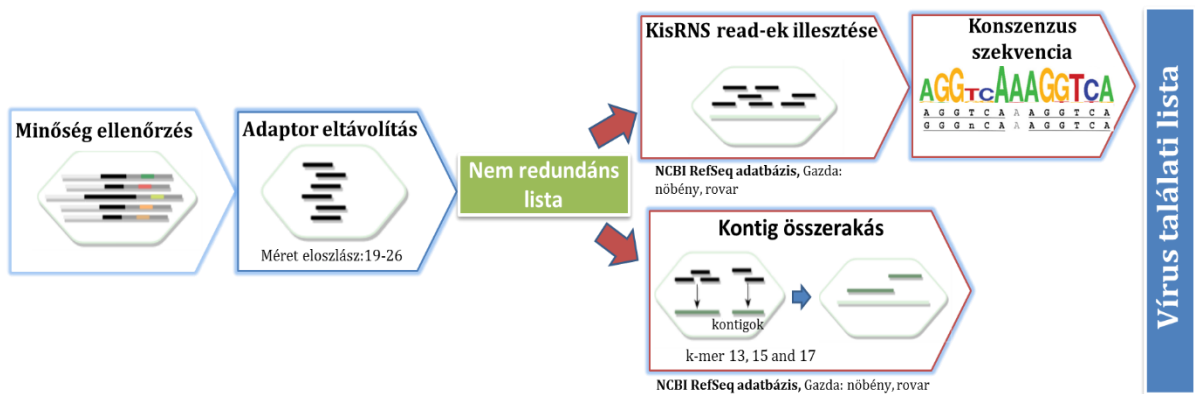 Minőség ellenőrzés
Adaptor eltávolítás
Méret eloszlász:19-26
Nem redundáns
lista
KisRNS read-ek illesztése
NCBI RefSeq adatbázis, Gazda:
nöbény, rovar
Konszenzus
szekvencia
AGGTCAAAGGTCA
A G G T C A A A G G T C A
G G G n C A A A G G T C A
Kontig összerakás
kontigok
k-mer 13, 15 and 17
NCBI RefSeq adatbázis, Gazda: nöbény, rovar
Vírus találati lista